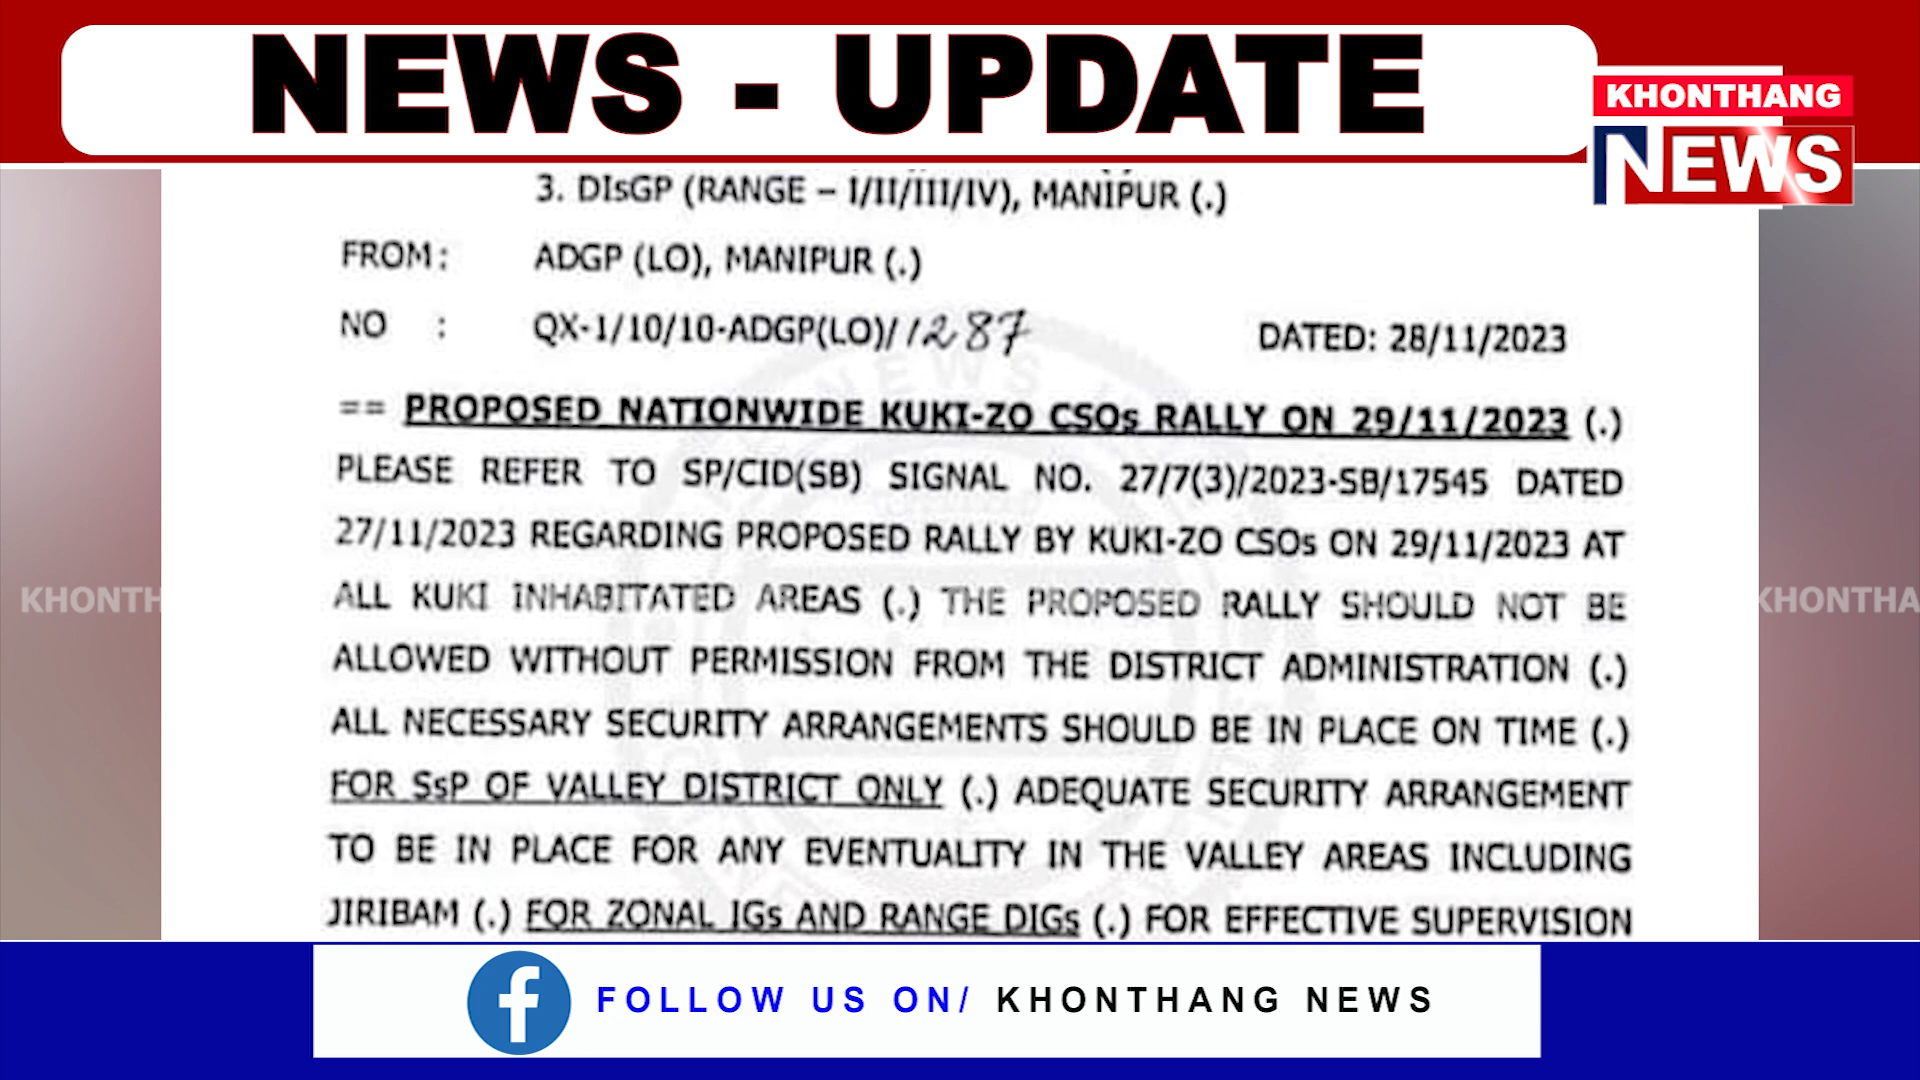 NEWS - UPDATE
KHONTHANG
NEWS
3. DIsGP (RANGE – I/II/III/IV), MANIPUR (.)
FROM : ADGP (LO), MANIPUR (.)
NO : QX-1/10/10-ADGP(LO)/1287 DATED: 28/11/2023
== PROPOSED NATIONWIDE KUKI-ZO CSOs RALLY ON 29/11/2023 (.)
PLEASE REFER TO SP/CID(SB) SIGNAL NO. 27/7(3)/2023-SB/17545 DATED
27/11/2023 REGARDING PROPOSED RALLY BY KUKI-ZO CSOs ON 29/11/2023 AT
ALL KUKI INHABITATED AREAS (.) THE PROPOSED RALLY SHOULD NOT BE
ALLOWED WITHOUT PERMISSION FROM THE DISTRICT ADMINISTRATION (.)
ALL NECESSARY SECURITY ARRANGEMENTS SHOULD BE IN PLACE ON TIME (.)
FOR SsP OF VALLEY DISTRICT ONLY (.) ADEQUATE SECURITY ARRANGEMENT
TO BE IN PLACE FOR ANY EVENTUALITY IN THE VALLEY AREAS INCLUDING
JIRIBAM (.) FOR ZONAL IGs AND RANGE DIGs (.) FOR EFFECTIVE SUPERVISION
KHONTH
KHONTHA
FOLLOW US ON/ KHONTHANG NEWS